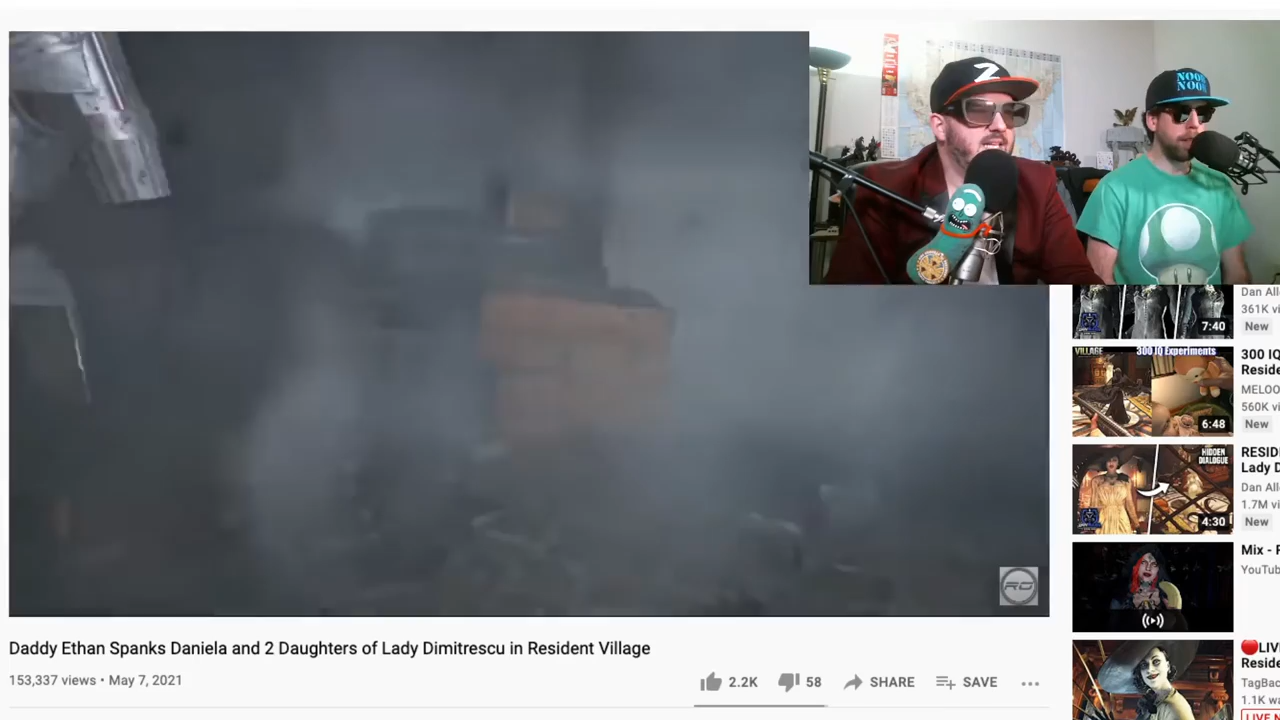 Z
NOOB
NOOB
Dan All
361K vi
New
7:40
VILLAGE
300 IQ Experiments
300 IQ
Reside
MELOO
560K vi
New
6:48
HIDDEN
DIALOGUE
RESID
Lady D
Dan All
1.7M vi
New
4:30
Mix - R
YouTub
Daddy Ethan Spanks Daniela and 2 Daughters of Lady Dimitrescu in Resident Village
153,337 views • May 7, 2021
2.2K
58
SHARE
SAVE
LIV
Reside
TagBac
1.1K wa
LIVE N